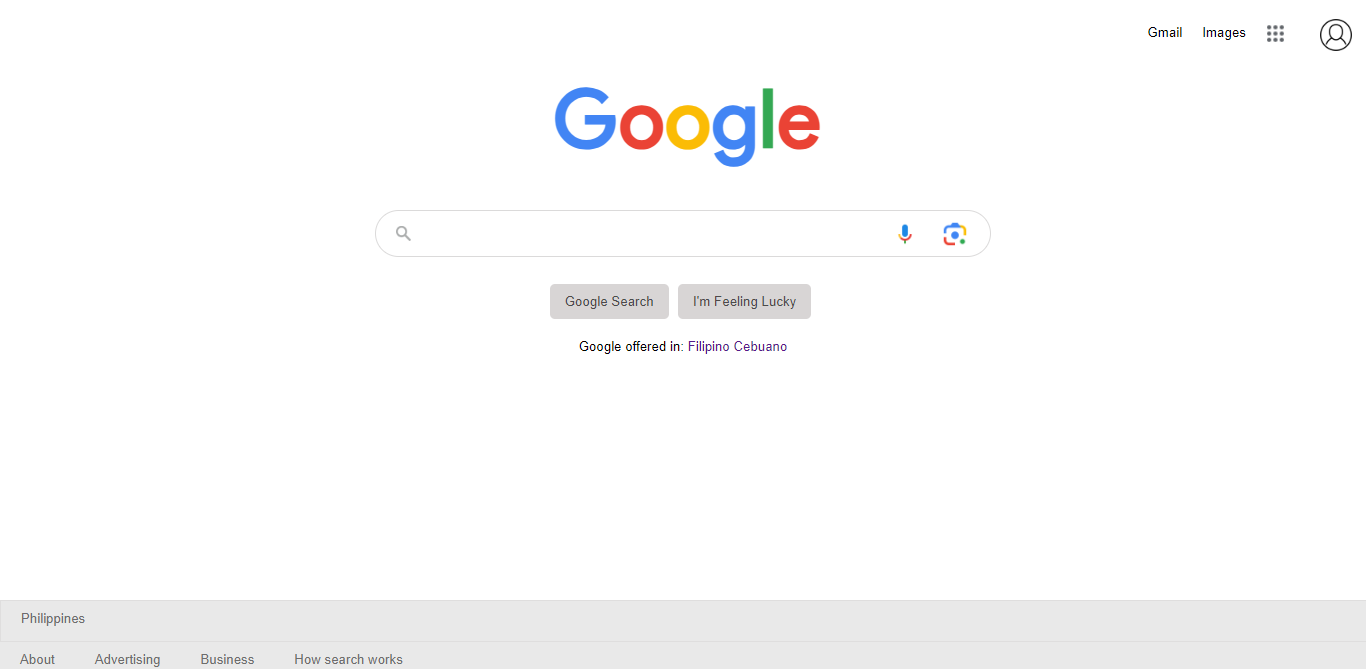 Gmail Images
Google
Google Search I'm Feeling Lucky
Google offered in: Filipino Cebuano
Philippines
About Advertising Business How search works